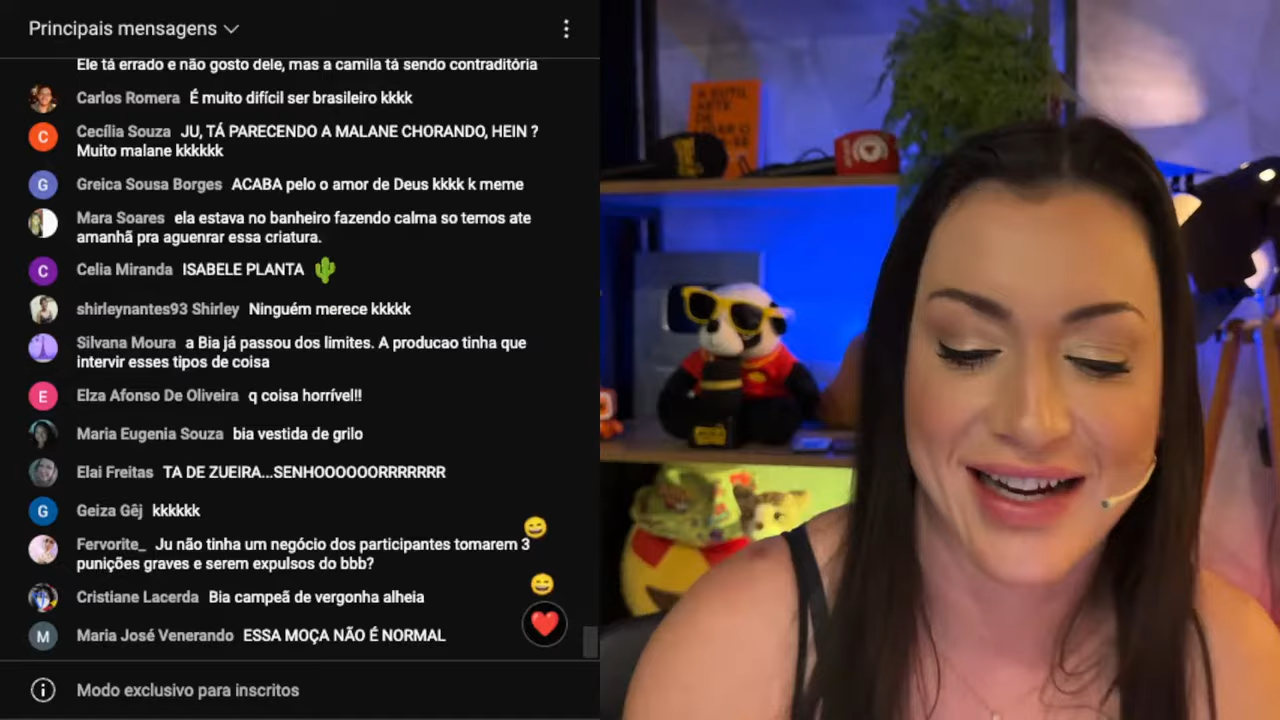 Principais mensagens
Ele tá errado e não gosto dele, mas a camila tá sendo contraditória
Carlos Romera É muito difícil ser brasileiro kkkk
C Cecília Souza JU, TÁ PARECENDO A MALANE CHORANDO, HEIN ?
Muito malane kkkkkk
G Greica Sousa Borges ACABA pelo o amor de Deus kkkk k meme
Mara Soares ela estava no banheiro fazendo calma so temos ate
amanhã pra aguenrar essa criatura.
C Celia Miranda ISABELE PLANTA 🌵
shirleynantes93 Shirley Ninguém merece kkkkk
Silvana Moura a Bia já passou dos limites. A producao tinha que
intervir esses tipos de coisa
E Elza Afonso De Oliveira q coisa horrível!!
Maria Eugenia Souza bia vestida de grilo
Elai Freitas TA DE ZUEIRA...SENHOOOOOORRRRRRR
G Geiza Gêj kkkkkk
Fervorite_ Ju não tinha um negócio dos participantes tomarem 3
punições graves e serem expulsos do bbb?
Cristiane Lacerda Bia campeã de vergonha alheia
M Maria José Venerando ESSA MOÇA NÃO É NORMAL
Modo exclusivo para inscritos
A SUTIL
ARTE
DE